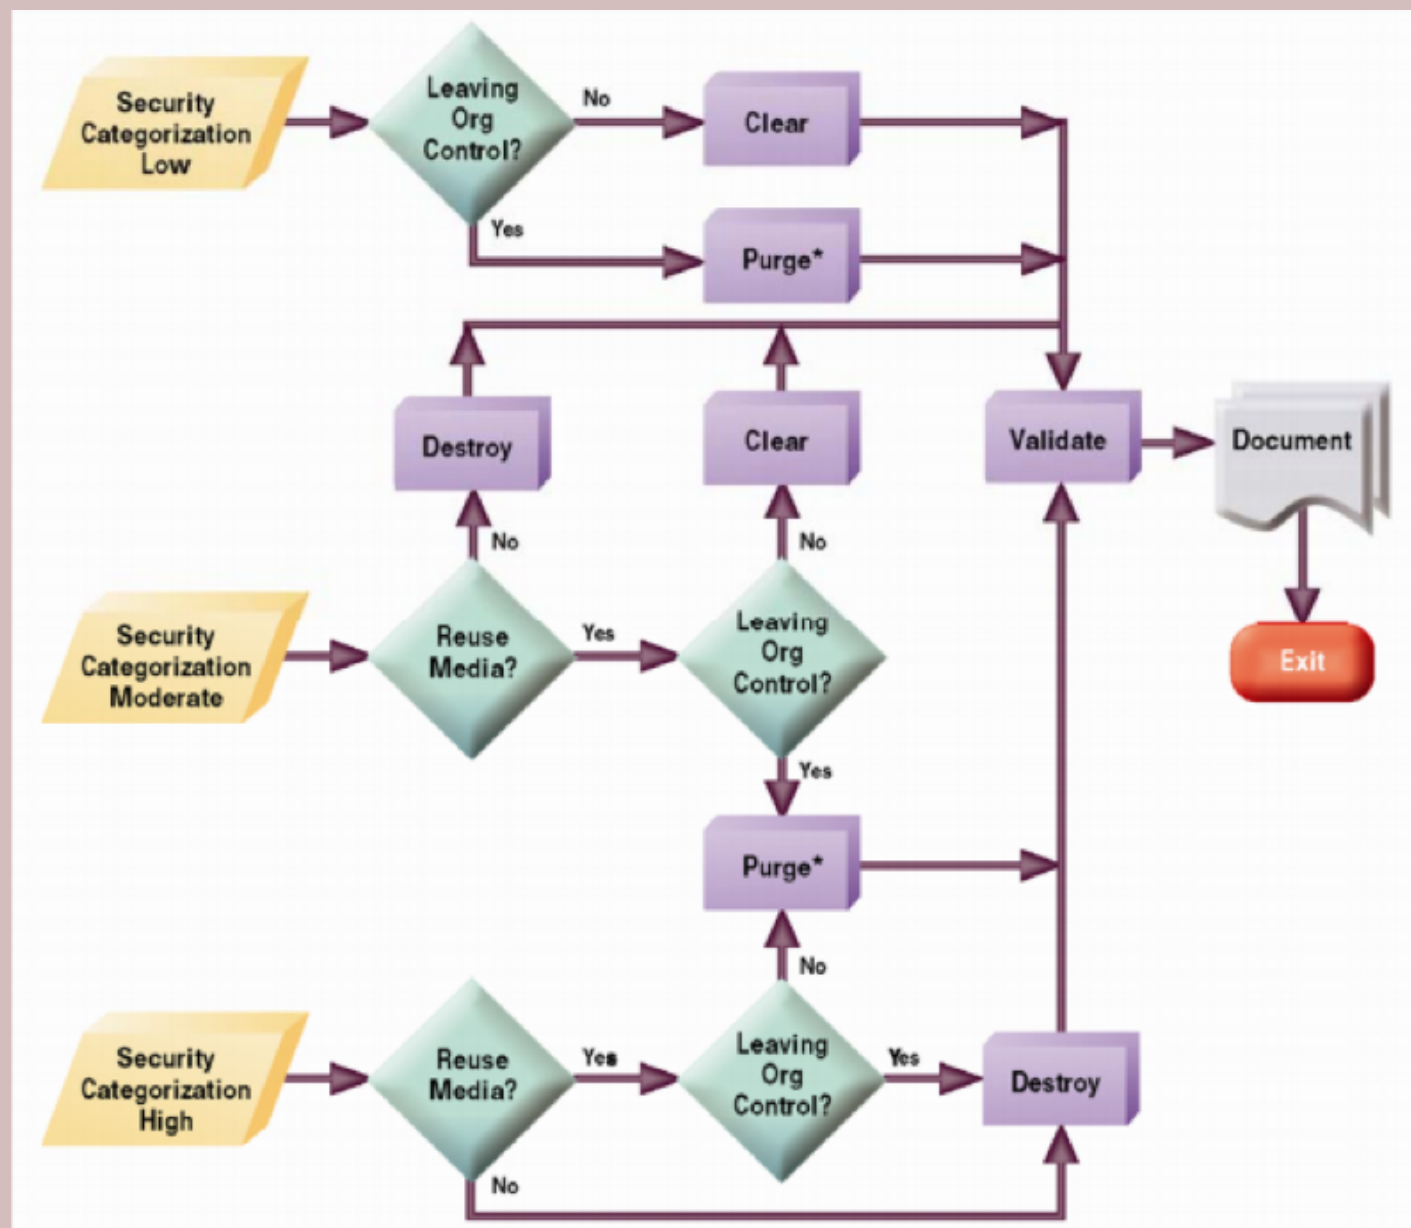 Security
Categorization
Low
Leaving
Org
Control?
No
Clear
Yes
Purge*
Destroy
Clear
Validate
Document
No
No
Security
Categorization
Moderate
Reuse
Media?
Yes
Leaving
Org
Control?
Exit
Yes
Purge*
No
Security
Categorization
High
Reuse
Media?
Yes
Leaving
Org
Control?
Yes
Destroy
No